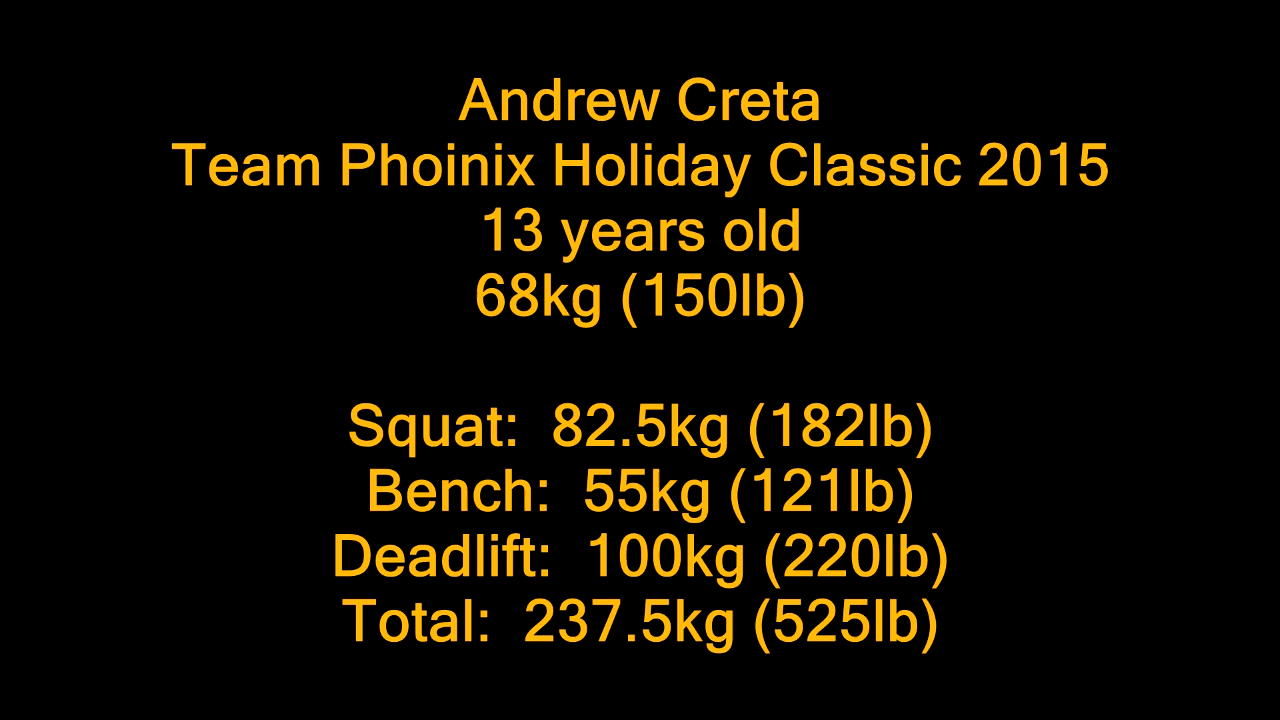 Andrew Creta
Team Phoinix Holiday Classic 2015
13 years old
68kg (150lb)
Squat:  82.5kg (182lb)
Bench:  55kg (121lb)
Deadlift:  100kg (220lb)
Total:  237.5kg (525lb)